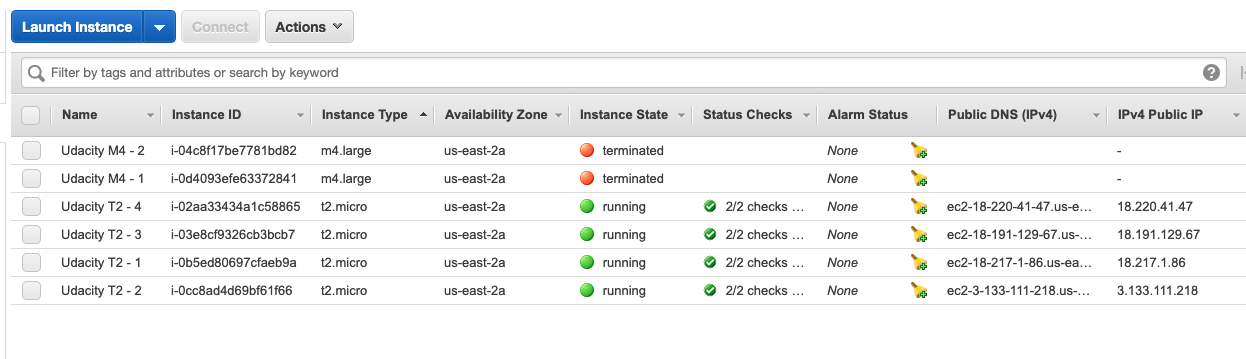 Launch Instance Connect Actions
Filter by tags and attributes or search by keyword ?
Name Instance ID Instance Type Availability Zone Instance State Status Checks Alarm Status Public DNS (IPv4) IPv4 Public IP
Udacity M4 - 2 i-04c8f17be7781bd82 m4.large us-east-2a terminated None -
Udacity M4 - 1 i-0d4093efe63372841 m4.large us-east-2a terminated None -
Udacity T2 - 4 i-02aa33434a1c58865 t2.micro us-east-2a running 2/2 checks … None ec2-18-220-41-47.us-e… 18.220.41.47
Udacity T2 - 3 i-03e8cf9326cb3bcb7 t2.micro us-east-2a running 2/2 checks … None ec2-18-191-129-67.us-… 18.191.129.67
Udacity T2 - 1 i-0b5ed80697cfaeb9a t2.micro us-east-2a running 2/2 checks … None ec2-18-217-1-86.us-ea… 18.217.1.86
Udacity T2 - 2 i-0cc8ad4d69bf61f66 t2.micro us-east-2a running 2/2 checks … None ec2-3-133-111-218.us-… 3.133.111.218